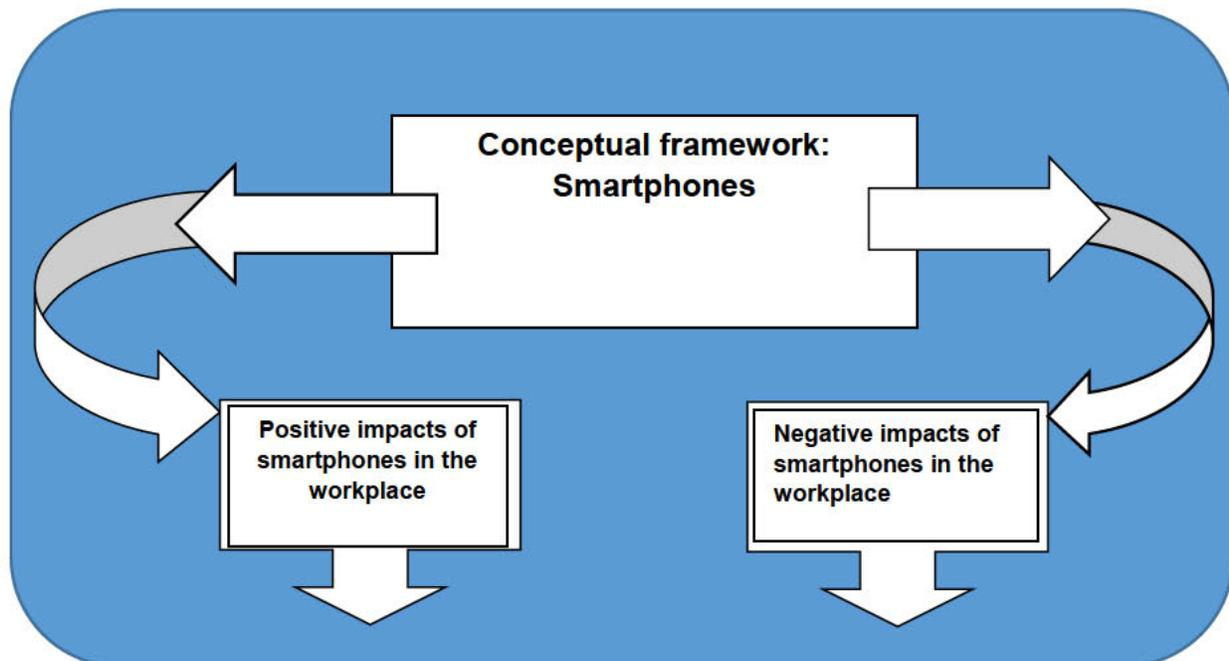 Conceptual framework:
Smartphones
Positive impacts of
smartphones in the
workplace
Negative impacts of
smartphones in the
workplace